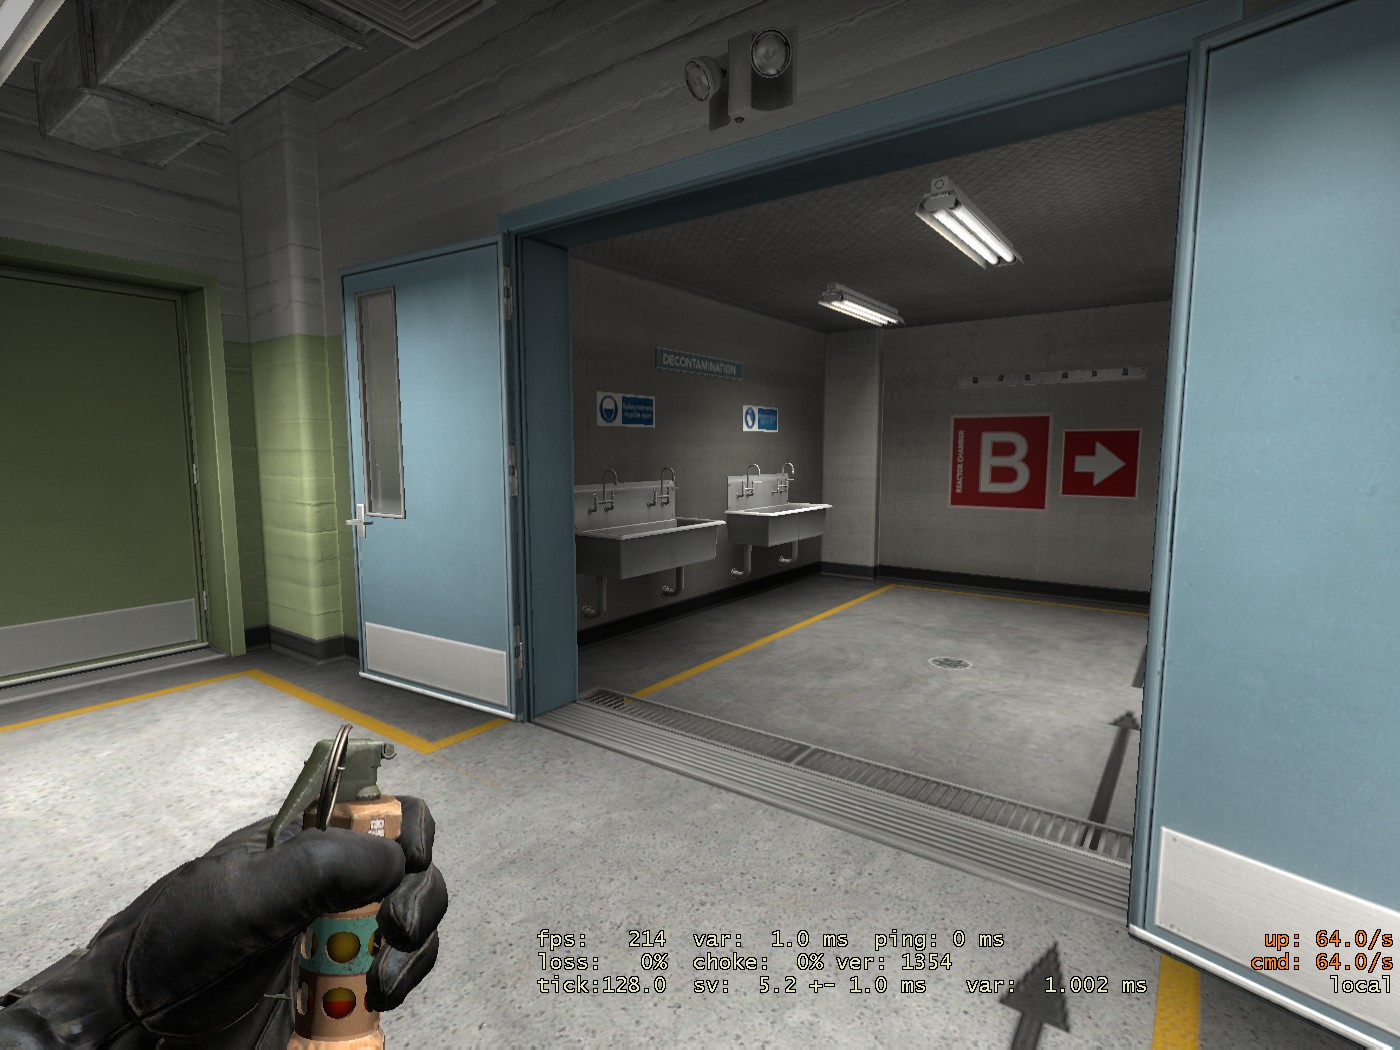 DECONTAMINATION
REACTOR CHAMBER
B
fps: 214 var: 1.0 ms ping: 0 ms
loss: 0% choke: 0% ver: 1354
tick:128.0 sv: 5.2 +- 1.0 ms var: 1.002 ms
up: 64.0/s
cmd: 64.0/s
local